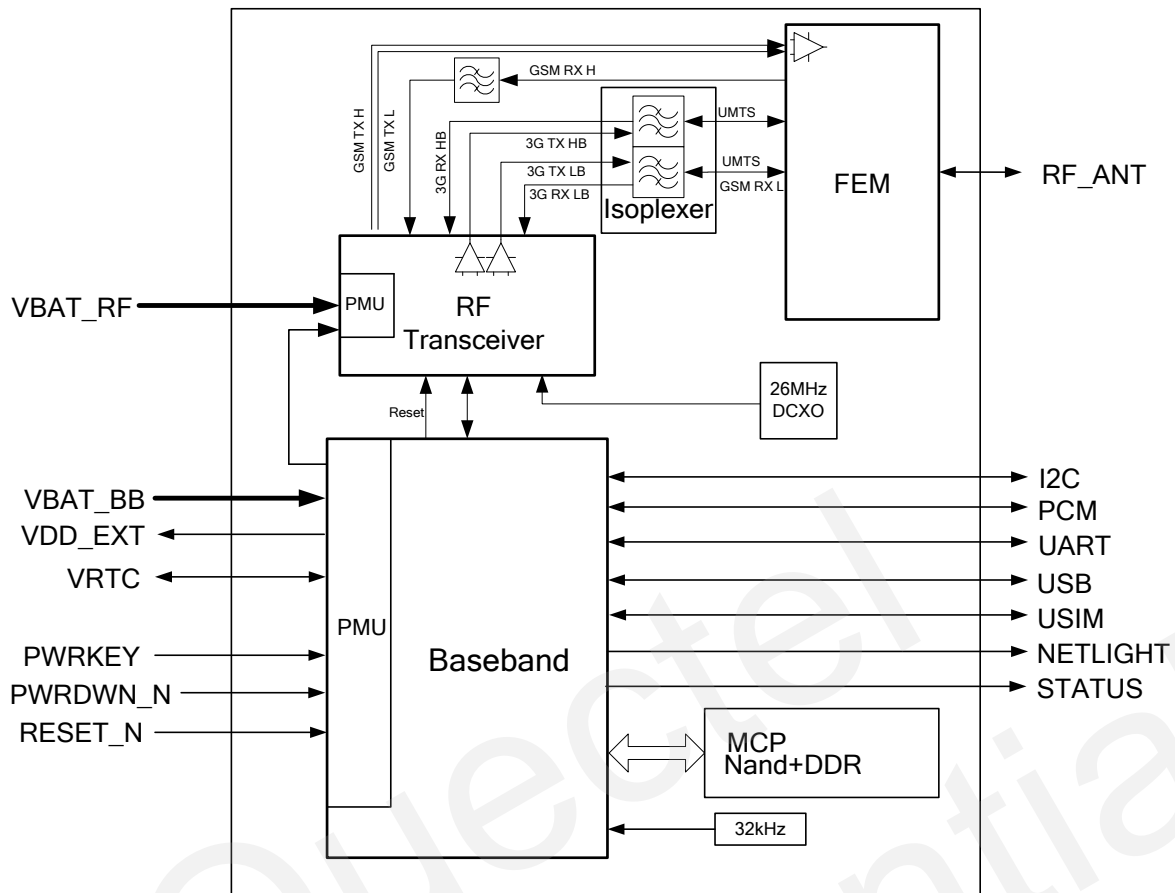 GSM TX H
GSM TX L
GSM RX H
3G RX HB
3G TX HB
3G TX LB
3G RX LB
UMTS
UMTS
GSM RX L
Isoplexer
FEM
RF_ANT
VBAT_RF
PMU
RF
Transceiver
26MHz
DCXO
Reset
VBAT_BB
VDD_EXT
VRTC
PWRKEY
PWRDWN_N
RESET_N
PMU
Baseband
I2C
PCM
UART
USB
USIM
NETLIGHT
STATUS
MCP
Nand+DDR
32kHz
Quectel